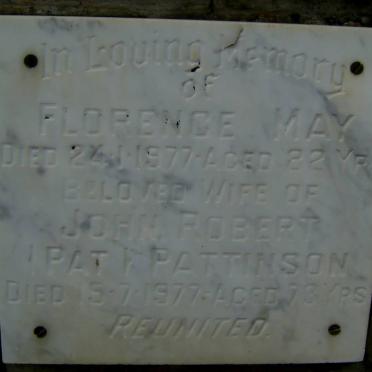 In Loving Memory
of
FLORENCE MAY
DIED 24·1·1977·AGED 82 YRS
BELOVED WIFE OF
JOHN ROBERT
(PAT) PATTINSON
DIED 15·7·1977·AGED 73 YRS
REUNITED.